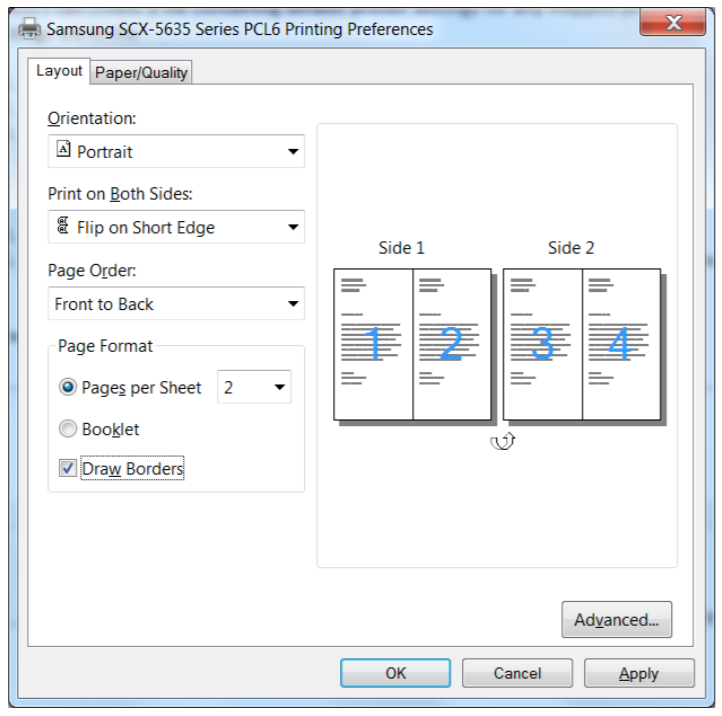 Samsung SCX-5635 Series PCL6 Printing Preferences
Layout
Paper/Quality
Orientation:
Portrait
Print on Both Sides:
Flip on Short Edge
Page Order:
Front to Back
Page Format
Pages per Sheet 2
Booklet
Draw Borders
Side 1 Side 2
1 2 3 4
Advanced...
OK Cancel Apply